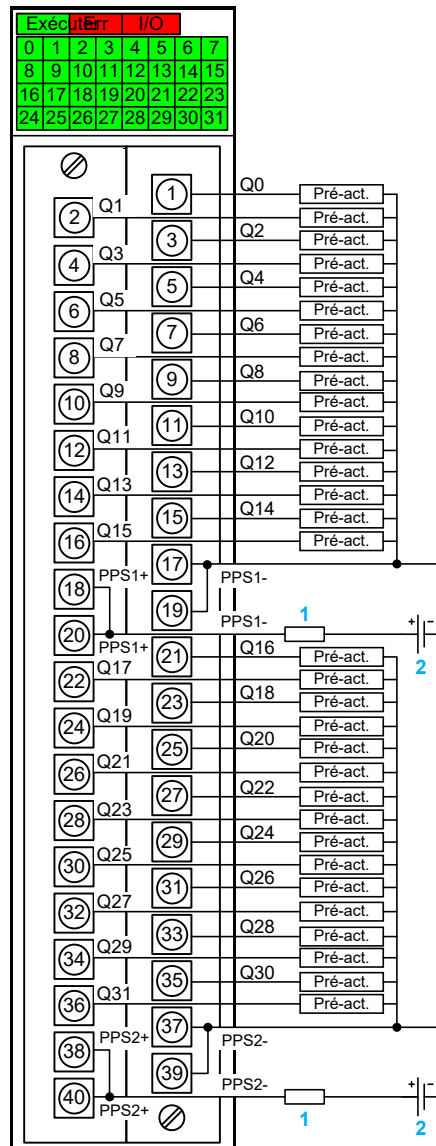 Exécuter Err I/O
0 1 2 3 4 5 6 7
8 9 10 11 12 13 14 15
16 17 18 19 20 21 22 23
24 25 26 27 28 29 30 31
1 Q0 Pré-act.
2 Q1 Pré-act.
3 Q2 Pré-act.
4 Q3 Pré-act.
5 Q4 Pré-act.
6 Q5 Pré-act.
7 Q6 Pré-act.
8 Q7 Pré-act.
9 Q8 Pré-act.
10 Q9 Pré-act.
11 Q10 Pré-act.
12 Q11 Pré-act.
13 Q12 Pré-act.
14 Q13 Pré-act.
15 Q14 Pré-act.
16 Q15 Pré-act.
17 PPS1-
18 PPS1+
19 PPS1-
20 PPS1+ 1 + - 2
21 Q16 Pré-act.
22 Q17 Pré-act.
23 Q18 Pré-act.
24 Q19 Pré-act.
25 Q20 Pré-act.
26 Q21 Pré-act.
27 Q22 Pré-act.
28 Q23 Pré-act.
29 Q24 Pré-act.
30 Q25 Pré-act.
31 Q26 Pré-act.
32 Q27 Pré-act.
33 Q28 Pré-act.
34 Q29 Pré-act.
35 Q30 Pré-act.
36 Q31 Pré-act.
37 PPS2-
38 PPS2+
39 PPS2-
40 PPS2+ 1 + - 2